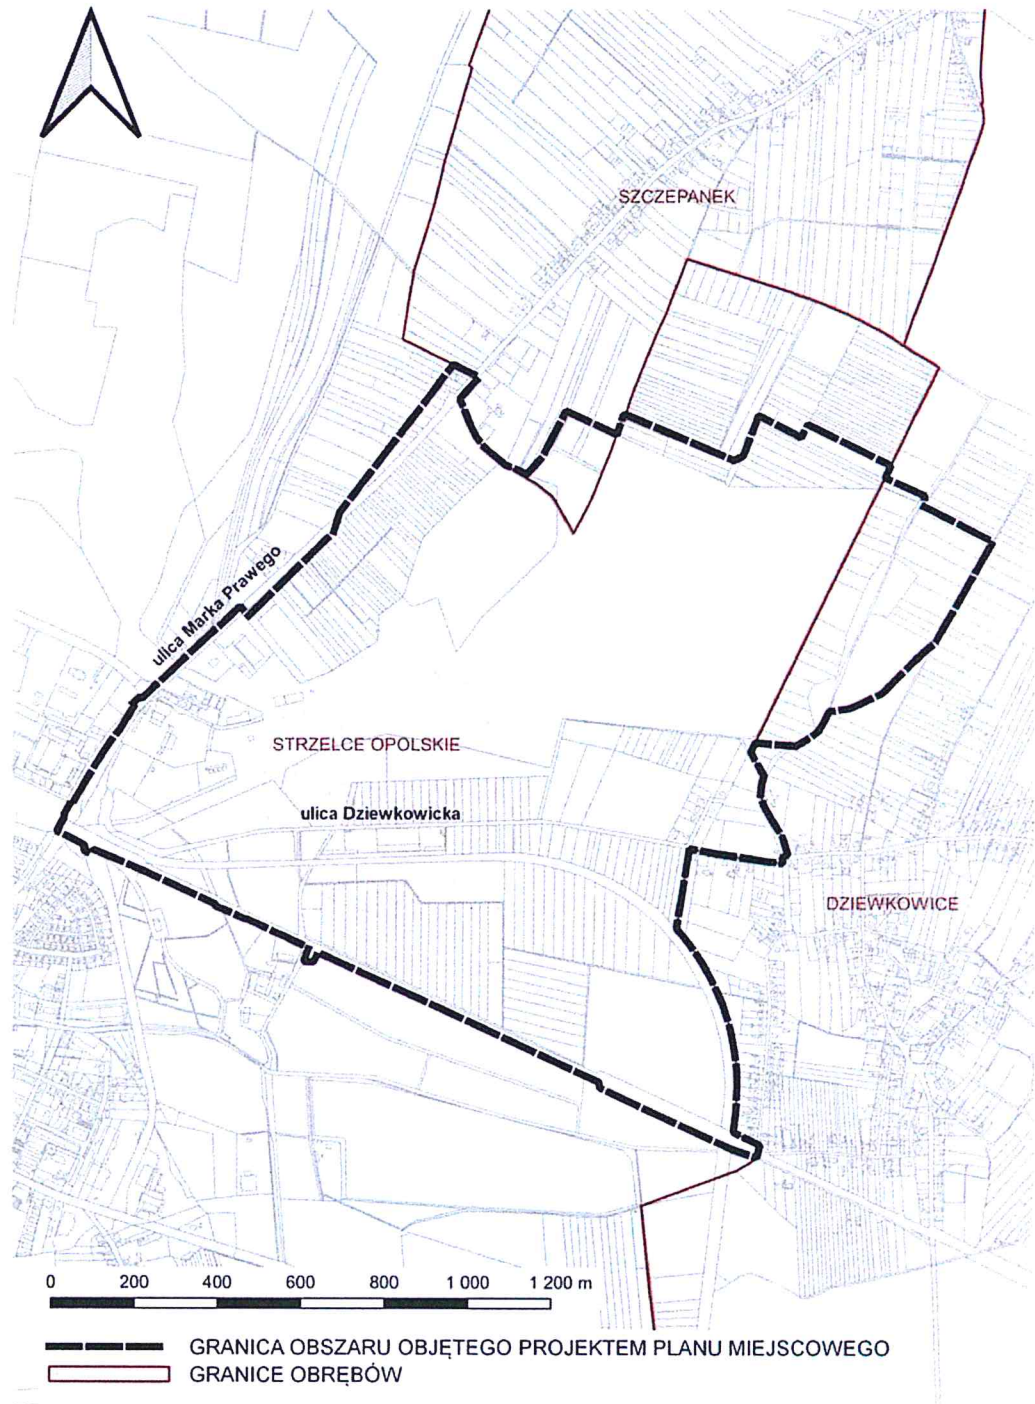 SZCZEPANEK
ulica Marka Prawego
STRZELCE OPOLSKIE
ulica Dziewkowicka
DZIEWKOWICE
0 200 400 600 800 1 000 1 200 m
GRANICA OBSZARU OBJĘTEGO PROJEKTEM PLANU MIEJSCOWEGO
GRANICE OBRĘBÓW